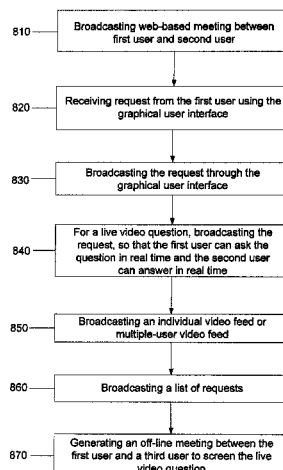 810
Broadcasting web-based meeting between
first user and second user
820
Receiving request from the first user using the
graphical user interface
830
Broadcasting the request through the
graphical user interface
840
For a live video question, broadcasting the
request, so that the first user can ask the
question in real time and the second user
can answer in real time
850
Broadcasting an individual video feed or
multiple-user video feed
860
Broadcasting a list of requests
870
Generating an off-line meeting between the
first user and a third user to screen the live
video question